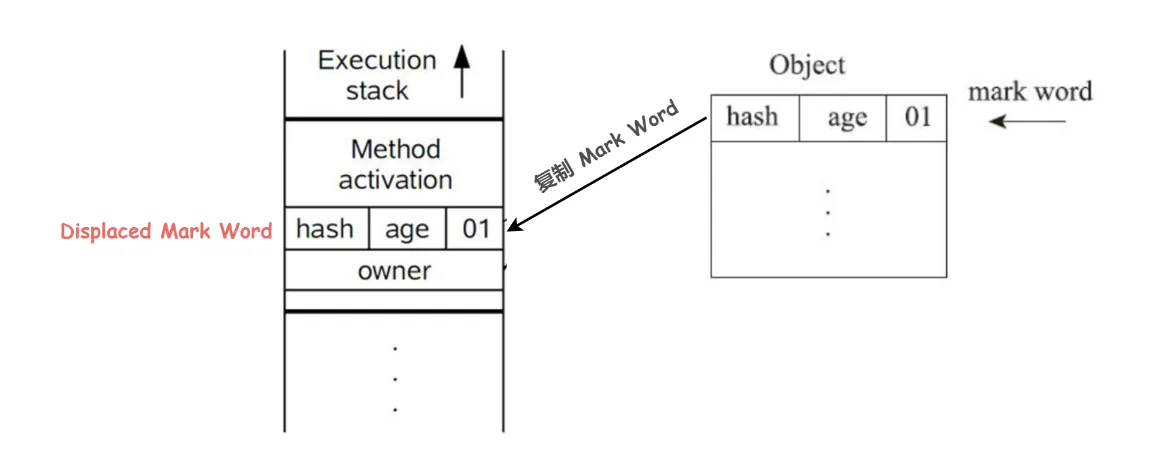 Execution
stack
Method
activation
Displaced Mark Word
hash age 01
owner
复制 Mark Word
Object
hash age 01
mark word